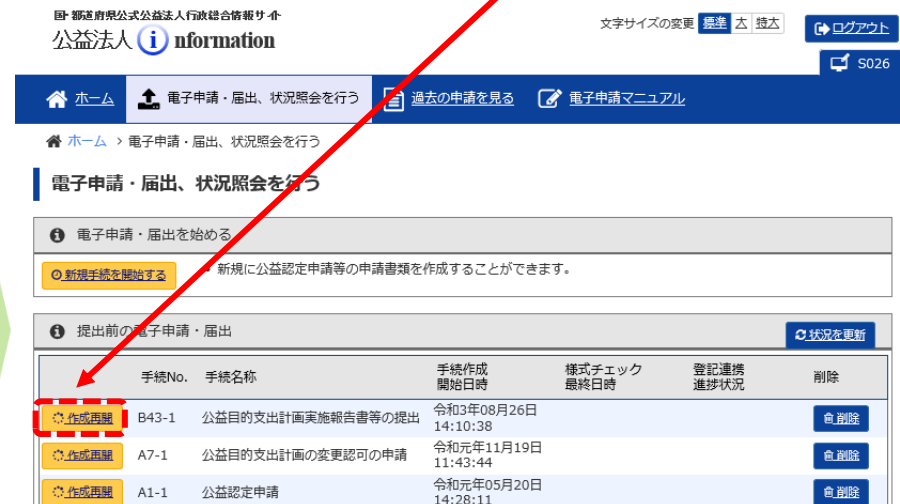 国・都道府県公式公益法人行政総合情報サイト
公益法人 information
文字サイズの変更 標準 大 特大
ログアウト
S026
ホーム 電子申請・届出、状況照会を行う 過去の申請を見る 電子申請マニュアル
ホーム > 電子申請・届出、状況照会を行う
電子申請・届出、状況照会を行う
電子申請・届出を始める
新規手続を開始する ・新規に公益認定申請等の申請書類を作成することができます。
提出前の電子申請・届出 状況を更新
手続No. 手続名称 手続作成 開始日時 様式チェック 最終日時 登記連携 進捗状況 削除
作成再開 B43-1 公益目的支出計画実施報告書等の提出 令和3年08月26日 14:10:38 削除
作成再開 A7-1 公益目的支出計画の変更認可の申請 令和元年11月19日 11:43:44 削除
作成再開 A1-1 公益認定申請 令和元年05月20日 14:28:11 削除